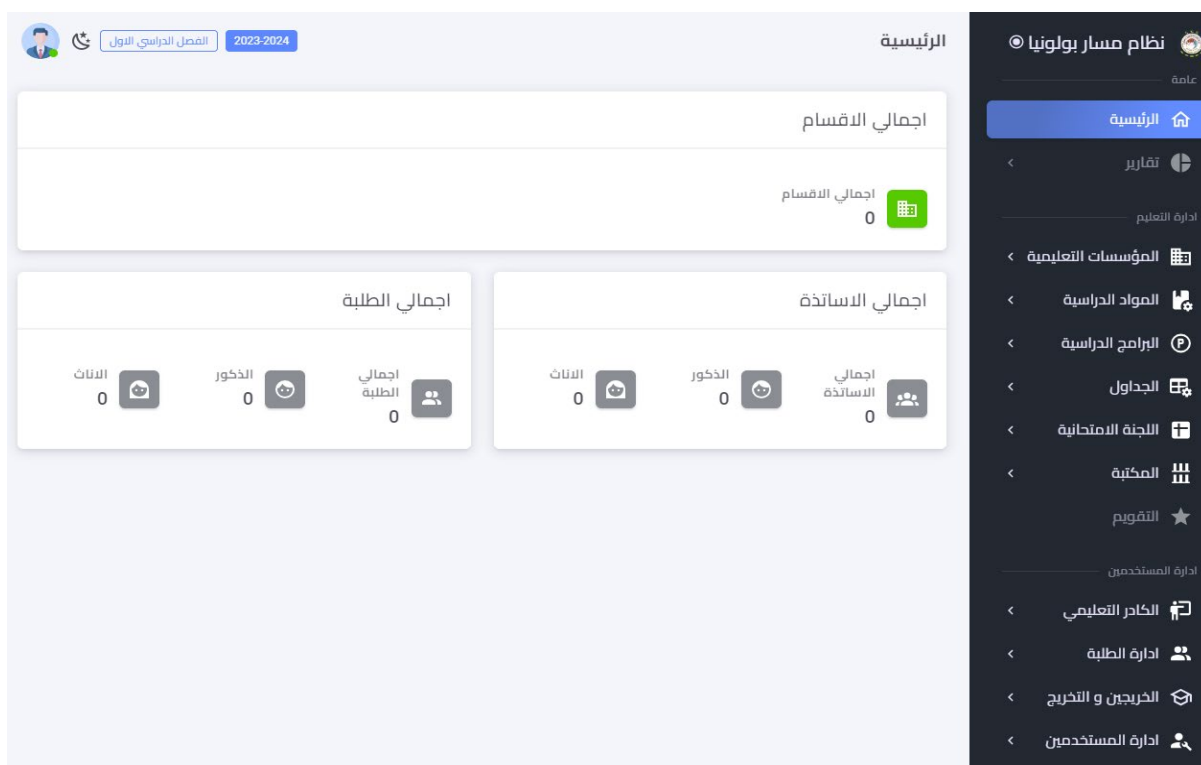 نظام مسار بولونيا
عامة
الرئيسية
تقارير
ادارة التعليم
المؤسسات التعليمية
المواد الدراسية
البرامج الدراسية
الجداول
اللجنة الامتحانية
المكتبة
التقويم
ادارة المستخدمين
الكادر التعليمي
ادارة الطلبة
الخريجين و التخريج
ادارة المستخدمين
الرئيسية
2023-2024 الفصل الدراسي الاول
اجمالي الاقسام
اجمالي الاقسام
0
اجمالي الاساتذة
اجمالي
الاساتذة
0
الذكور
0
الاناث
0
اجمالي الطلبة
اجمالي
الطلبة
0
الذكور
0
الاناث
0